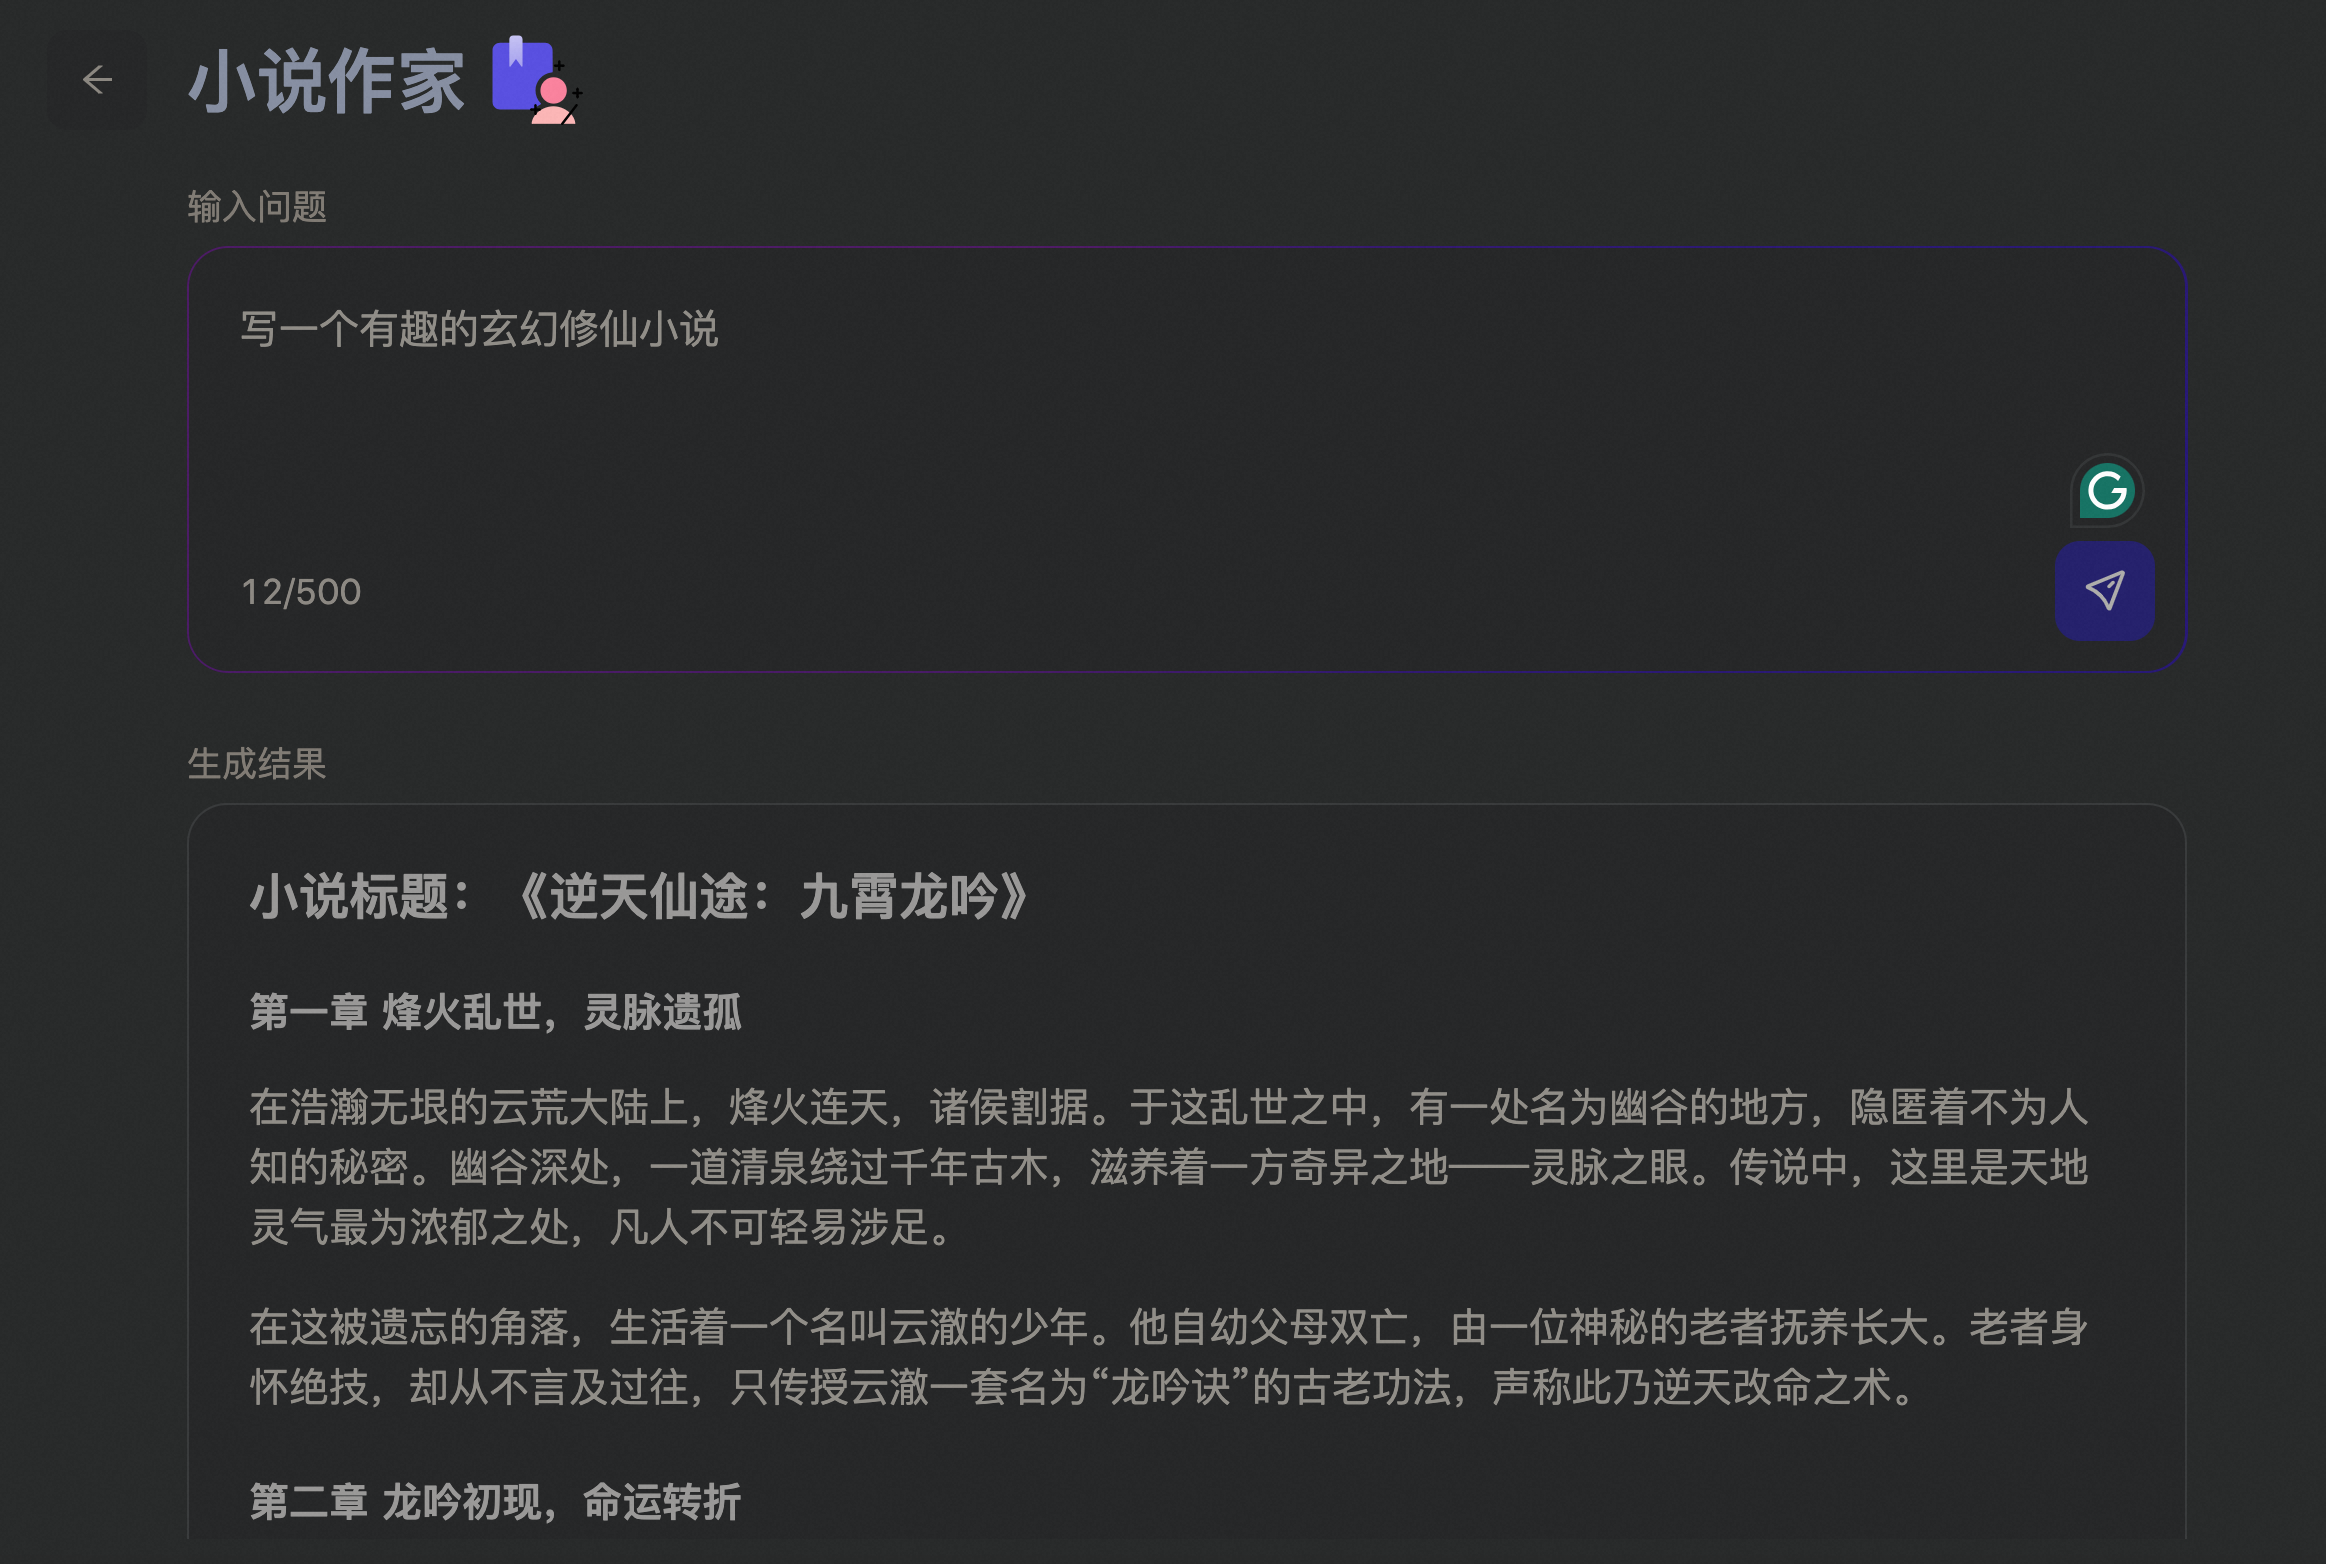 小说作家
输入问题
写一个有趣的玄幻修仙小说
12/500
生成结果
小说标题：《逆天仙途：九霄龙吟》
第一章 烽火乱世，灵脉遗孤
在浩瀚无垠的云荒大陆上，烽火连天，诸侯割据。于这乱世之中，有一处名为幽谷的地方，隐匿着不为人
知的秘密。幽谷深处，一道清泉绕过千年古木，滋养着一方奇异之地——灵脉之眼。传说中，这里是天地
灵气最为浓郁之处，凡人不可轻易涉足。
在这被遗忘的角落，生活着一个名叫云澈的少年。他自幼父母双亡，由一位神秘的老者抚养长大。老者身
怀绝技，却从不言及过往，只传授云澈一套名为“龙吟诀”的古老功法，声称此乃逆天改命之术。
第二章 龙吟初现，命运转折